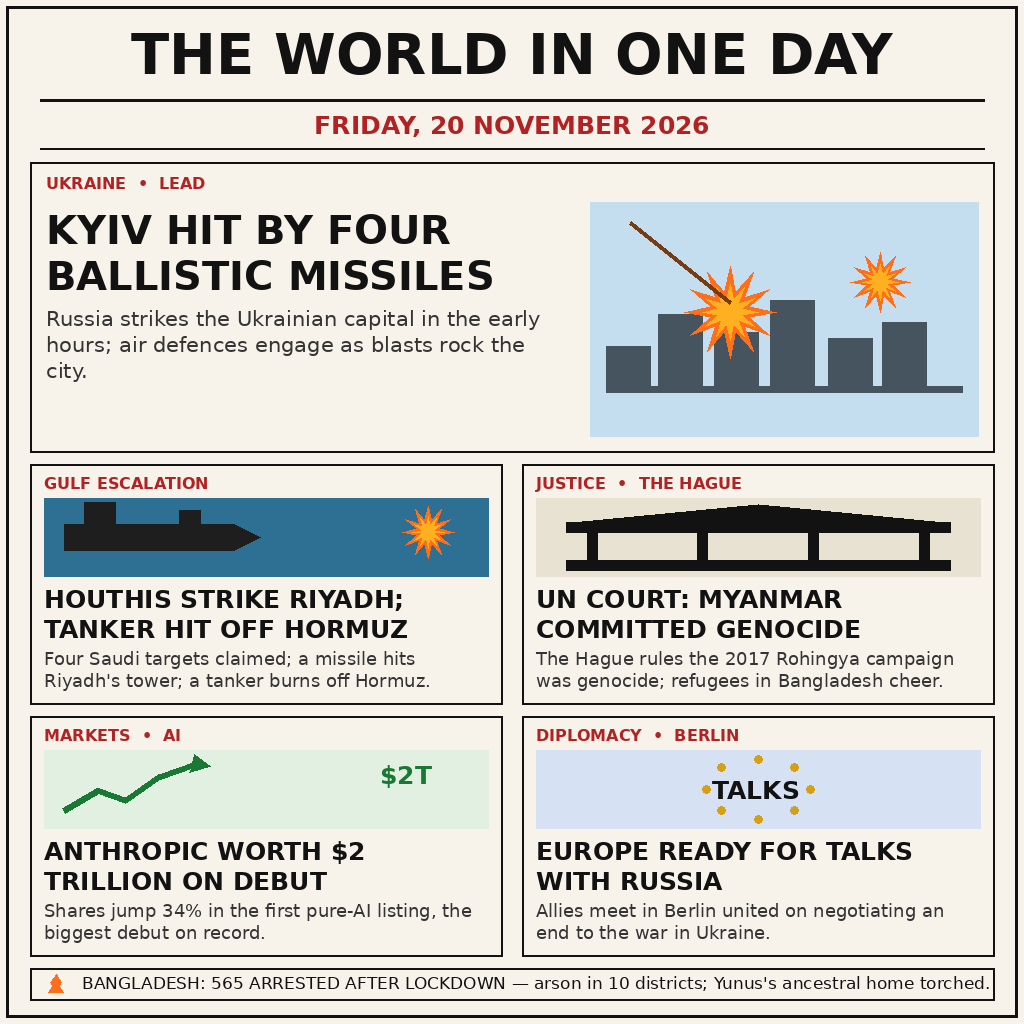 THE WORLD IN ONE DAY
FRIDAY, 20 NOVEMBER 2026
UKRAINE • LEAD
KYIV HIT BY FOUR
BALLISTIC MISSILES
Russia strikes the Ukrainian capital in the early
hours; air defences engage as blasts rock the
city.
GULF ESCALATION
HOUTHIS STRIKE RIYADH;
TANKER HIT OFF HORMUZ
Four Saudi targets claimed; a missile hits
Riyadh's tower; a tanker burns off Hormuz.
JUSTICE • THE HAGUE
UN COURT: MYANMAR
COMMITTED GENOCIDE
The Hague rules the 2017 Rohingya campaign
was genocide; refugees in Bangladesh cheer.
MARKETS • AI
$2T
ANTHROPIC WORTH $2
TRILLION ON DEBUT
Shares jump 34% in the first pure-AI listing, the
biggest debut on record.
DIPLOMACY • BERLIN
TALKS
EUROPE READY FOR TALKS
WITH RUSSIA
Allies meet in Berlin united on negotiating an
end to the war in Ukraine.
BANGLADESH: 565 ARRESTED AFTER LOCKDOWN — arson in 10 districts; Yunus's ancestral home torched.